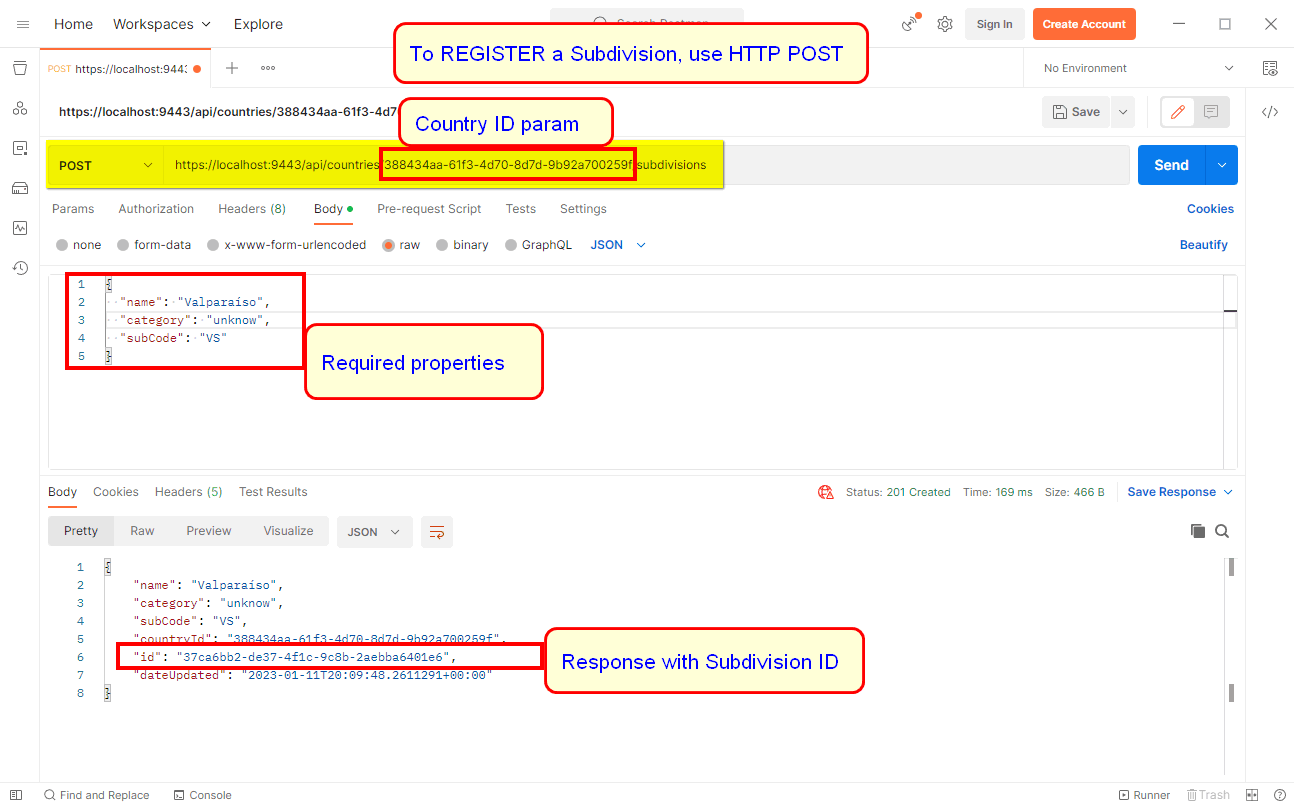 Home Workspaces Explore Search Postman Sign In Create Account
To REGISTER a Subdivision, use HTTP POST
POST https://localhost:944 No Environment
https://localhost:9443/api/countries/388434aa-61f3-4d7 Save
Country ID param
POST https://localhost:9443/api/countries/388434aa-61f3-4d70-8d7d-9b92a700259f/subdivisions Send
Params Authorization Headers (8) Body Pre-request Script Tests Settings Cookies
none form-data x-www-form-urlencoded raw binary GraphQL JSON Beautify
1 {
2 "name": "Valparaíso",
3 "category": "unknow",
4 "subCode": "VS"
5 }
Required properties
Body Cookies Headers (5) Test Results Status: 201 Created Time: 169 ms Size: 466 B Save Response
Pretty Raw Preview Visualize JSON
1 {
2 "name": "Valparaíso",
3 "category": "unknow",
4 "subCode": "VS",
5 "countryId": "388434aa-61f3-4d70-8d7d-9b92a700259f",
6 "id": "37ca6bb2-de37-4f1c-9c8b-2aebba6401e6",
7 "dateUpdated": "2023-01-11T20:09:48.2611291+00:00"
8 }
Response with Subdivision ID
Find and Replace Console Runner Trash